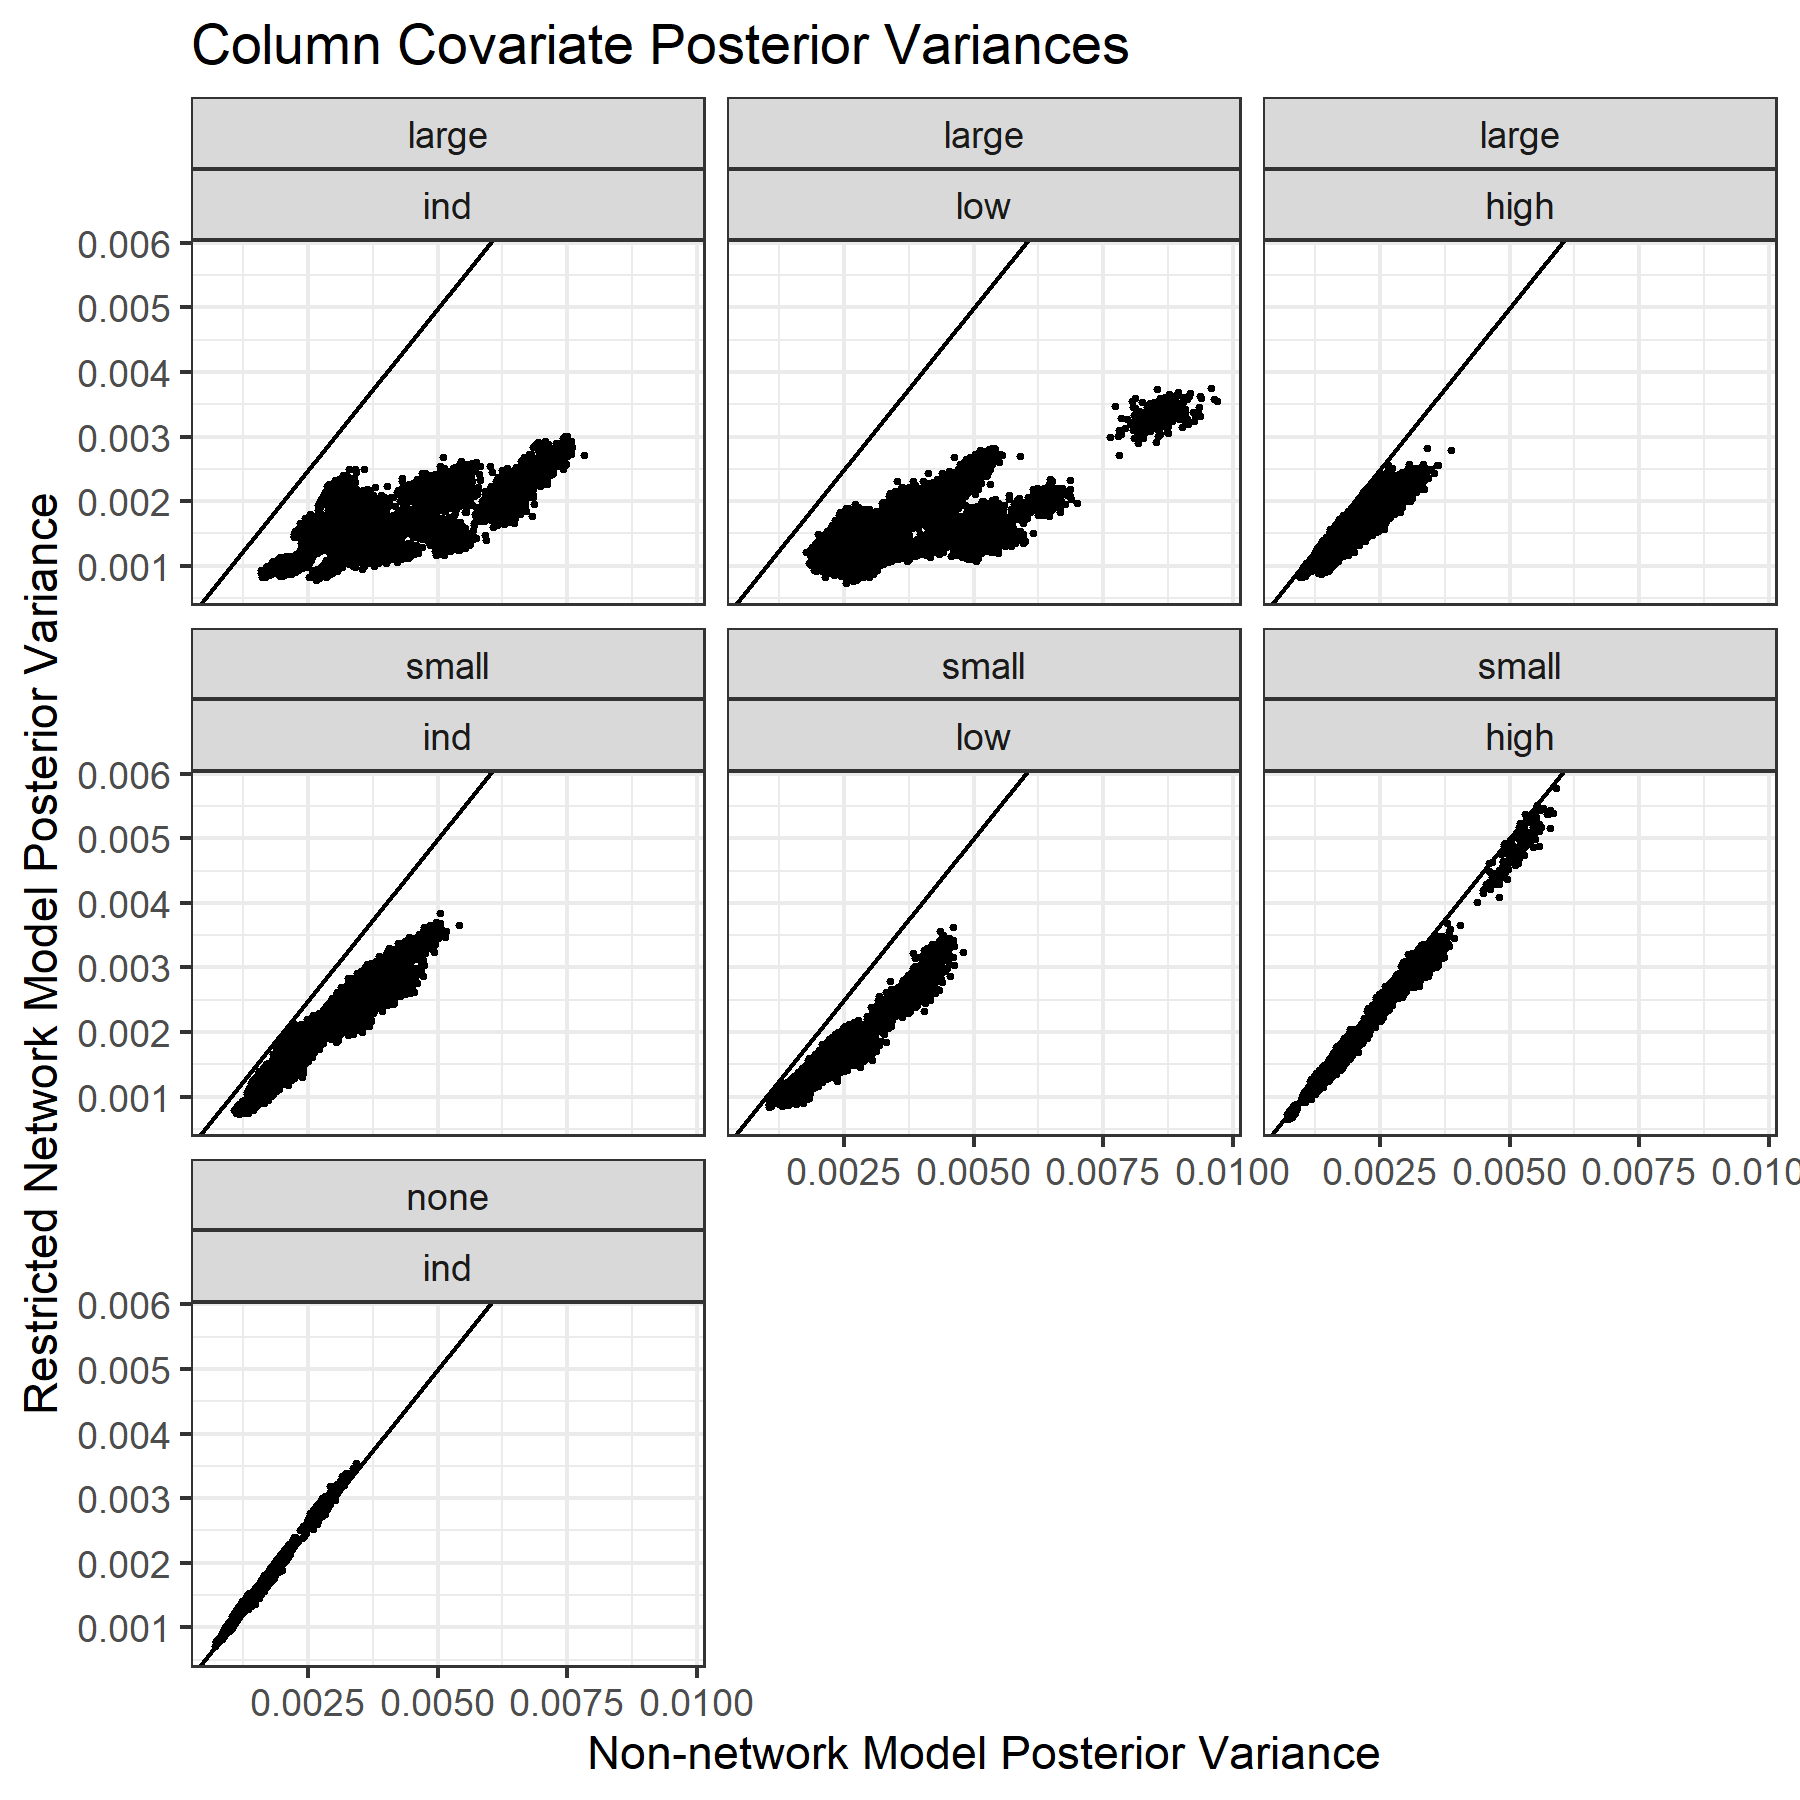 Column Covariate Posterior Variances
large
large
large
ind
low
high
0.006
0.005
0.004
0.003
0.002
0.001
small
small
small
ind
low
high
0.006
0.005
0.004
0.003
0.002
0.001
0.0025 0.0050 0.0075 0.0100
0.0025 0.0050 0.0075 0.010
none
ind
0.006
0.005
0.004
0.003
0.002
0.001
0.0025 0.0050 0.0075 0.0100
Non-network Model Posterior Variance
Restricted Network Model Posterior Variance